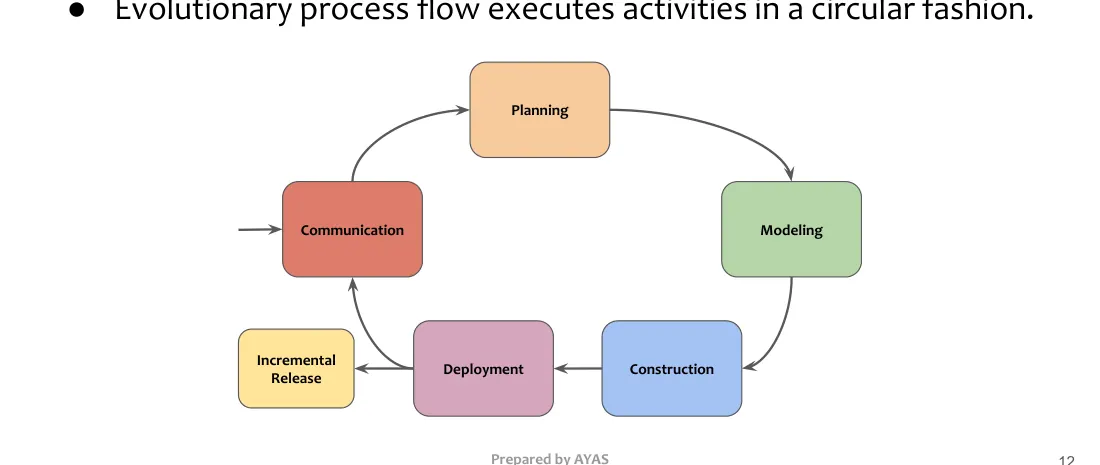 ● Evolutionary process flow executes activities in a circular fashion.
Planning
Communication
Modeling
Incremental
Release
Deployment
Construction
Prepared by AYAS
12